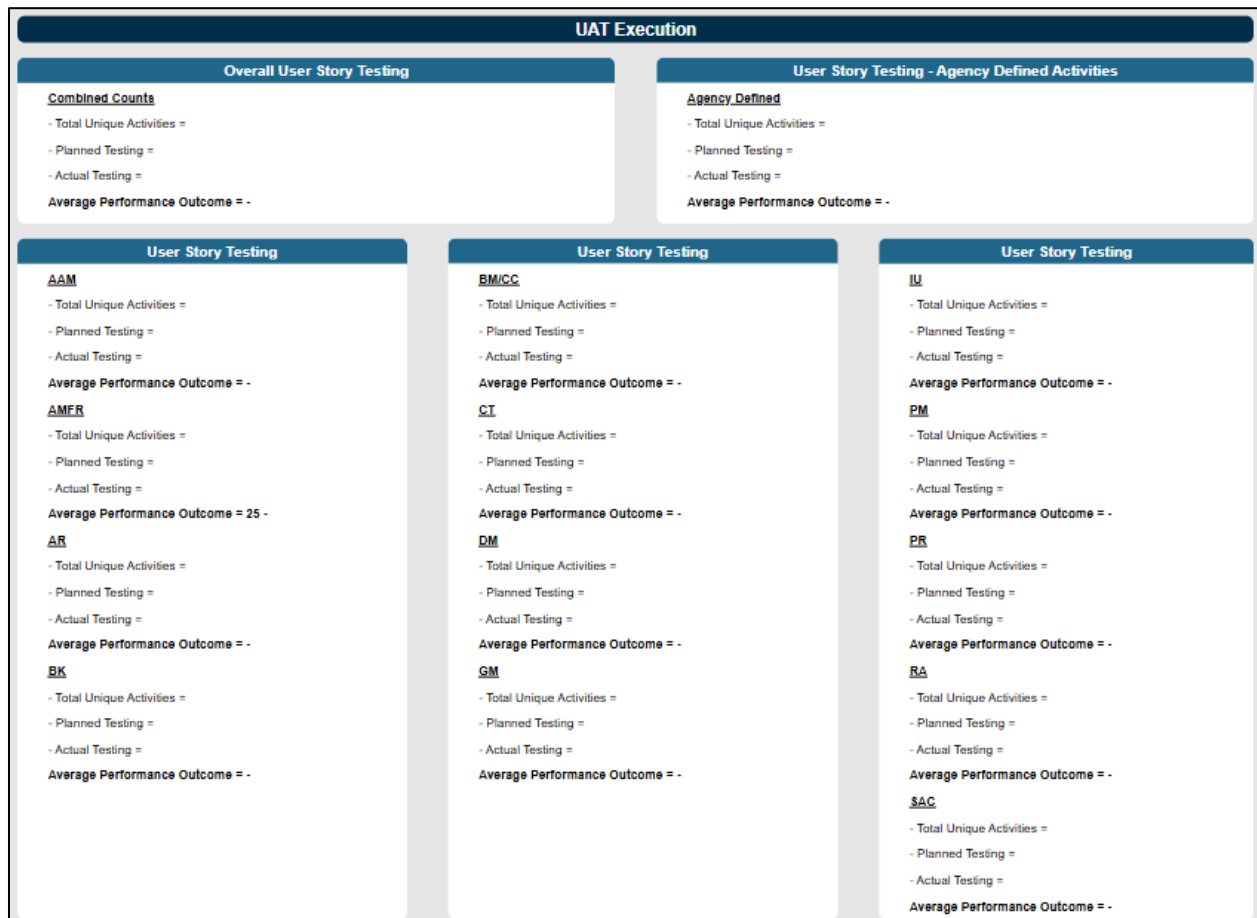 UAT Execution
Overall User Story Testing
Combined Counts
- Total Unique Activities =
- Planned Testing =
- Actual Testing =
Average Performance Outcome = -
User Story Testing - Agency Defined Activities
Agency Defined
- Total Unique Activities =
- Planned Testing =
- Actual Testing =
Average Performance Outcome = -
User Story Testing
AAM
- Total Unique Activities =
- Planned Testing =
- Actual Testing =
Average Performance Outcome = -
AMFR
- Total Unique Activities =
- Planned Testing =
- Actual Testing =
Average Performance Outcome = 25 -
AR
- Total Unique Activities =
- Planned Testing =
- Actual Testing =
Average Performance Outcome = -
BK
- Total Unique Activities =
- Planned Testing =
- Actual Testing =
Average Performance Outcome = -
User Story Testing
BM/CC
- Total Unique Activities =
- Planned Testing =
- Actual Testing =
Average Performance Outcome = -
CT
- Total Unique Activities =
- Planned Testing =
- Actual Testing =
Average Performance Outcome = -
DM
- Total Unique Activities =
- Planned Testing =
- Actual Testing =
Average Performance Outcome = -
GM
- Total Unique Activities =
- Planned Testing =
- Actual Testing =
Average Performance Outcome = -
User Story Testing
IU
- Total Unique Activities =
- Planned Testing =
- Actual Testing =
Average Performance Outcome = -
PM
- Total Unique Activities =
- Planned Testing =
- Actual Testing =
Average Performance Outcome = -
PR
- Total Unique Activities =
- Planned Testing =
- Actual Testing =
Average Performance Outcome = -
RA
- Total Unique Activities =
- Planned Testing =
- Actual Testing =
Average Performance Outcome = -
SAC
- Total Unique Activities =
- Planned Testing =
- Actual Testing =
Average Performance Outcome = -